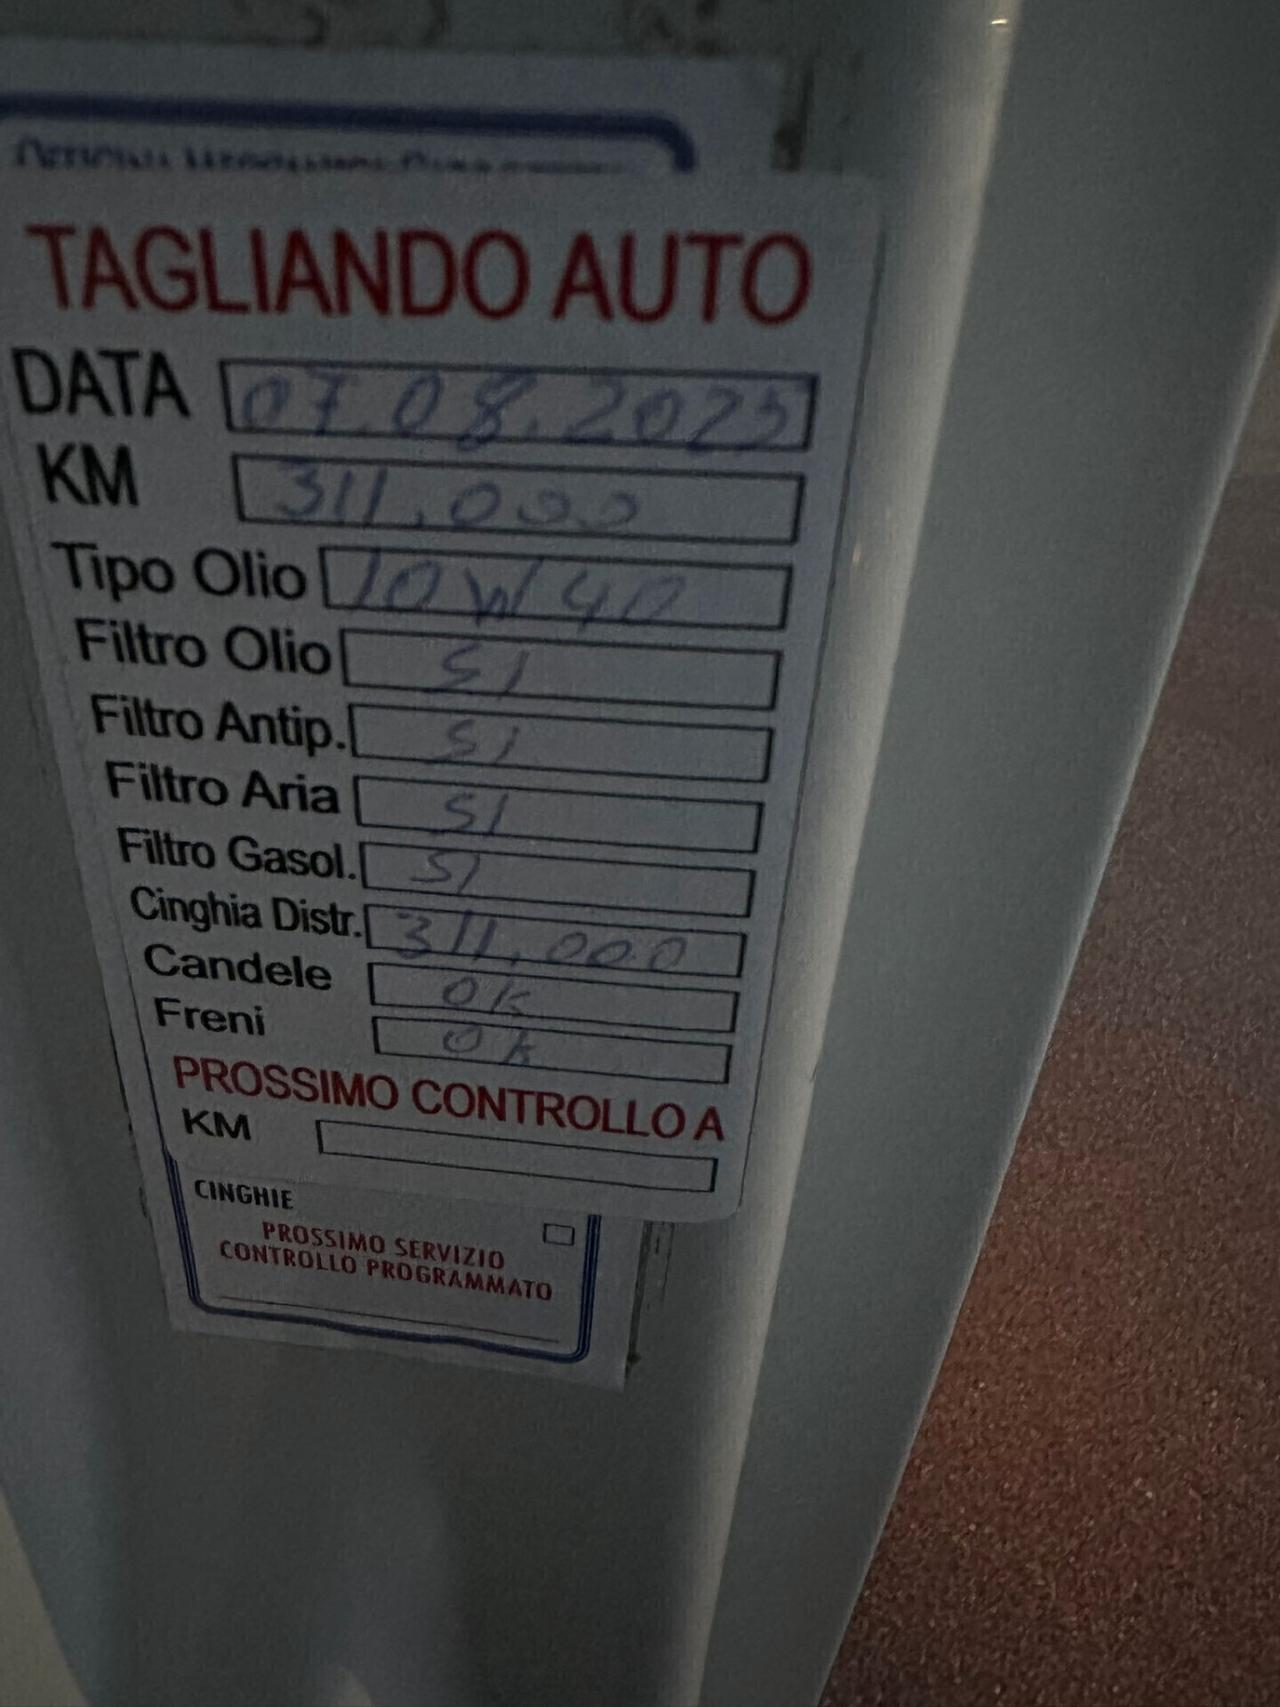 TAGLIANDO AUTO
DATA 07.08.2025
KM 311.000
Tipo Olio 10W40
Filtro Olio SI
Filtro Antip. SI
Filtro Aria SI
Filtro Gasol. SI
Cinghia Distr. 311.000
Candele OK
Freni OK
PROSSIMO CONTROLLO A
KM
CINGHIE
PROSSIMO SERVIZIO
CONTROLLO PROGRAMMATO